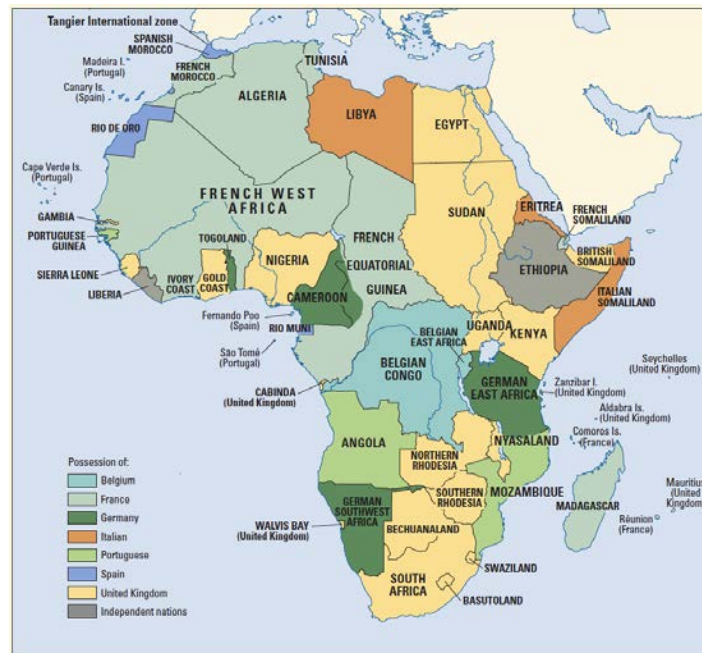 Tangier International zone
SPANISH
MOROCCO
Madeira I.
(Portugal)
FRENCH
MOROCCO
TUNISIA
Canary Is.
(Spain)
ALGERIA
LIBYA
EGYPT
RIO DE ORO
Cape Verde Is.
(Portugal)
FRENCH WEST
AFRICA
SUDAN
ERITREA
FRENCH
SOMALILAND
GAMBIA
PORTUGUESE
GUINEA
TOGOLAND
FRENCH
EQUATORIAL
GUINEA
NIGERIA
BRITISH
SOMALILAND
ETHIOPIA
SIERRA LEONE
IVORY
COAST
GOLD
COAST
CAMEROON
LIBERIA
ITALIAN
SOMALILAND
Fernando Poo
(Spain)
RIO MUNI
BELGIAN
EAST AFRICA
UGANDA
KENYA
São Tomé
(Portugal)
BELGIAN
CONGO
Seychelles
(United Kingdom)
CABINDA
(United Kingdom)
GERMAN
EAST AFRICA
Zanzibar I.
(United Kingdom)
Aldabra Is.
(United Kingdom)
Comoros Is.
(France)
ANGOLA
NYASALAND
NORTHERN
RHODESIA
Possession of:
Belgium
France
Germany
Italian
Portuguese
Spain
United Kingdom
Independent nations
MOZAMBIQUE
SOUTHERN
RHODESIA
MADAGASCAR
Mauritius
(United
Kingdom)
Réunion
(France)
GERMAN
SOUTHWEST
AFRICA
WALVIS BAY
(United Kingdom)
BECHUANALAND
SWAZILAND
SOUTH
AFRICA
BASUTOLAND